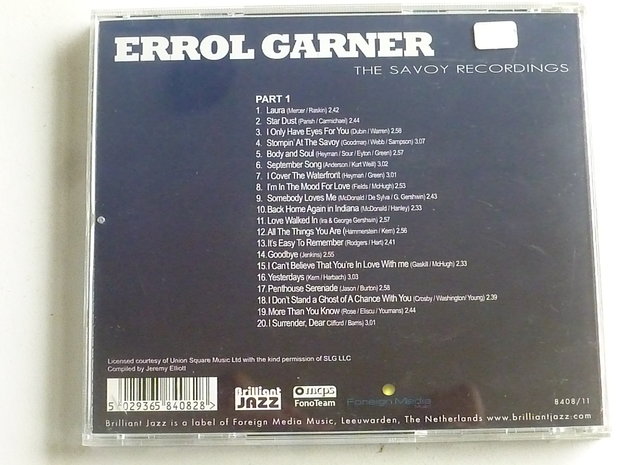 ERROL GARNER
THE SAVOY RECORDINGS
PART 1
1. Laura (Mercer / Raskin) 2,42
2. Star Dust (Parish / Carmichael) 2.44
3. I Only Have Eyes For You (Dubin / Warren) 2.58
4. Stompin' At The Savoy (Goodman / Webb / Sampson) 3,07
5. Body and Soul (Heyman / Sour / Eyton / Green) 2.57
6. September Song (Anderson / Kurt Weill) 3.02
7. I Cover The Waterfront (Heyman / Green) 3.01
8. I'm In The Mood For Love (Fields / McHugh) 2.53
9. Somebody Loves Me (McDonald / De Sylva / G. Gershwin) 2.43
10. Back Home Again in Indiana (McDonald / Hanley) 2.33
11. Love Walked In (Ira & George Gershwin) 2.57
12. All The Things You Are (Hammerstein / Kern) 2.56
13. It's Easy To Remember (Rodgers / Hart) 2.41
14. Goodbye (Jenkins) 2.55
15. I Can't Believe That You're In Love With me (Gaskill / McHugh) 2.33
16. Yesterdays (Kern / Harbach) 3.03
17. Penthouse Serenade (Jason / Burton) 2.58
18. I Don't Stand a Ghost of A Chance With You (Crosby / Washington/ Young) 2.39
19. More Than You Know (Rose / Eliscu / Youmans) 2.44
20. I Surrender, Dear Clifford / Barris) 3.01
Licensed courtesy of Union Square Music Ltd with the kind permission of SLG LLC
Compiled by Jeremy Elliott
5 029365 840828 >
Brilliant JAZZ
mcps FonoTeam
Foreign Media
8408/11
Brilliant Jazz is a label of Foreign Media Music, Leeuwarden, The Netherlands www.brilliantjazz.com